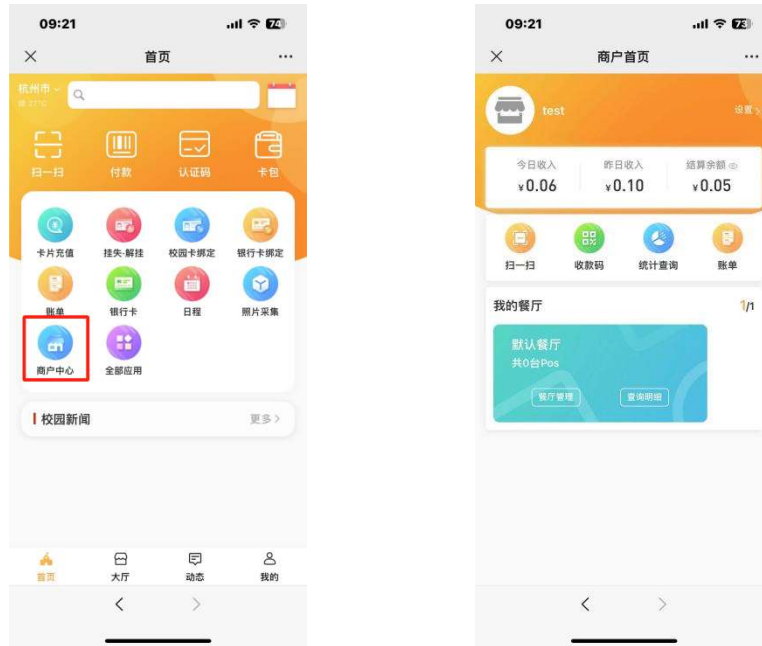 09:21
74
首页
杭州市
27°C
扫一扫
付款
认证码
卡包
卡片充值
挂失·解挂
校园卡绑定
银行卡绑定
账单
银行卡
日程
照片采集
商户中心
全部应用
校园新闻
更多>
首页
大厅
动态
我的
09:21
73
商户首页
test
设置>
今日收入
昨日收入
结算余额
¥0.06
¥0.10
¥0.05
扫一扫
收款码
统计查询
账单
我的餐厅
1/1
默认餐厅
共0台Pos
餐厅管理
查询明细